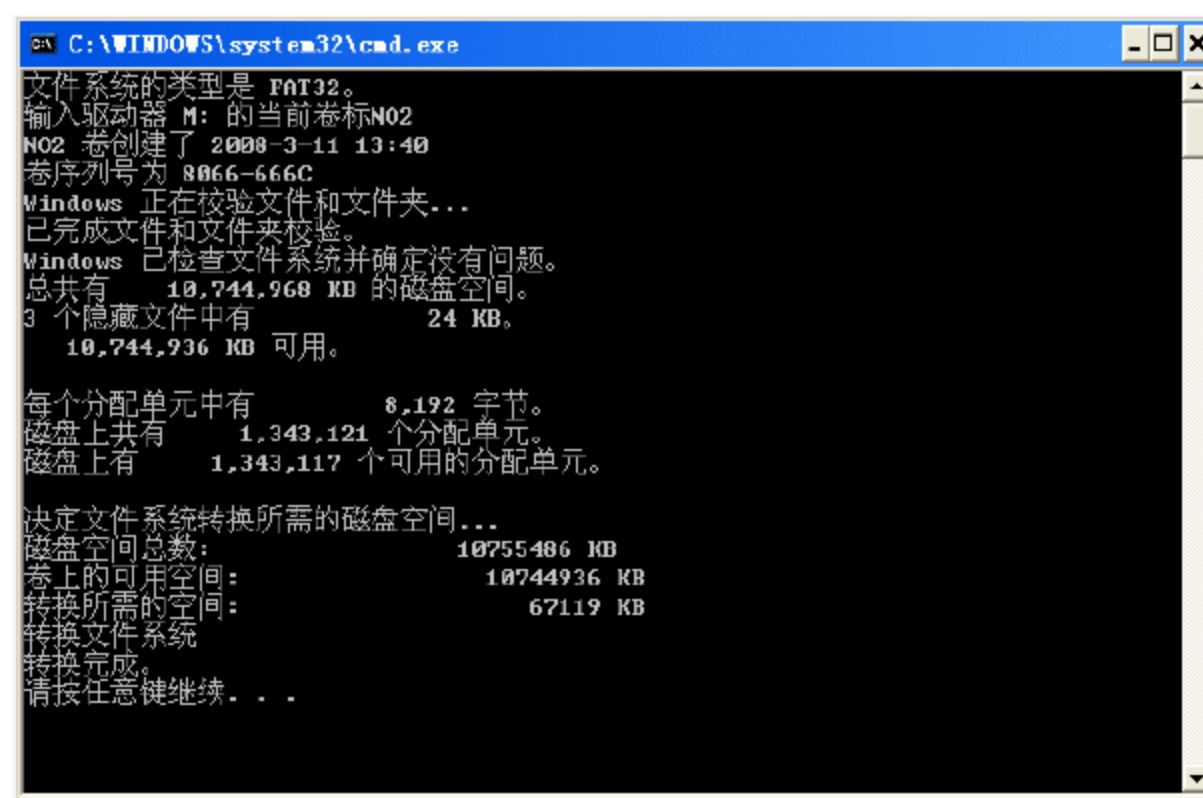 C:\WINDOWS\system32\cmd.exe
文件系统的类型是 FAT32。
输入驱动器 M: 的当前卷标NO2
NO2 卷创建了 2008-3-11 13:40
卷序列号为 8066-666C
Windows 正在校验文件和文件夹...
已完成文件和文件夹校验。
Windows 已检查文件系统并确定没有问题。
总共有    10,744,968 KB 的磁盘空间。
3 个隐藏文件中有            24 KB。
   10,744,936 KB 可用。
每个分配单元中有         8,192 字节。
磁盘上共有     1,343,121 个分配单元。
磁盘上有     1,343,117 个可用的分配单元。
决定文件系统转换所需的磁盘空间...
磁盘空间总数:                 10755486 KB
卷上的可用空间:                 10744936 KB
转换所需的空间:                    67119 KB
转换文件系统
转换完成。
请按任意键继续. . .